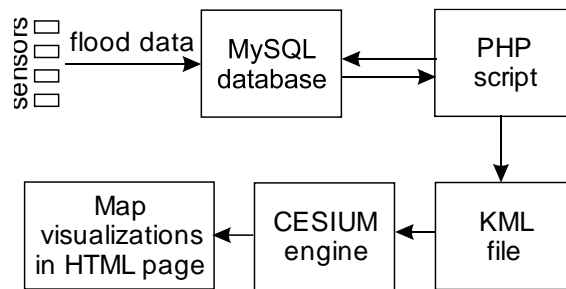 sensors
flood data
MySQL
database
PHP
script
Map
visualizations
in HTML page
CESIUM
engine
KML
file